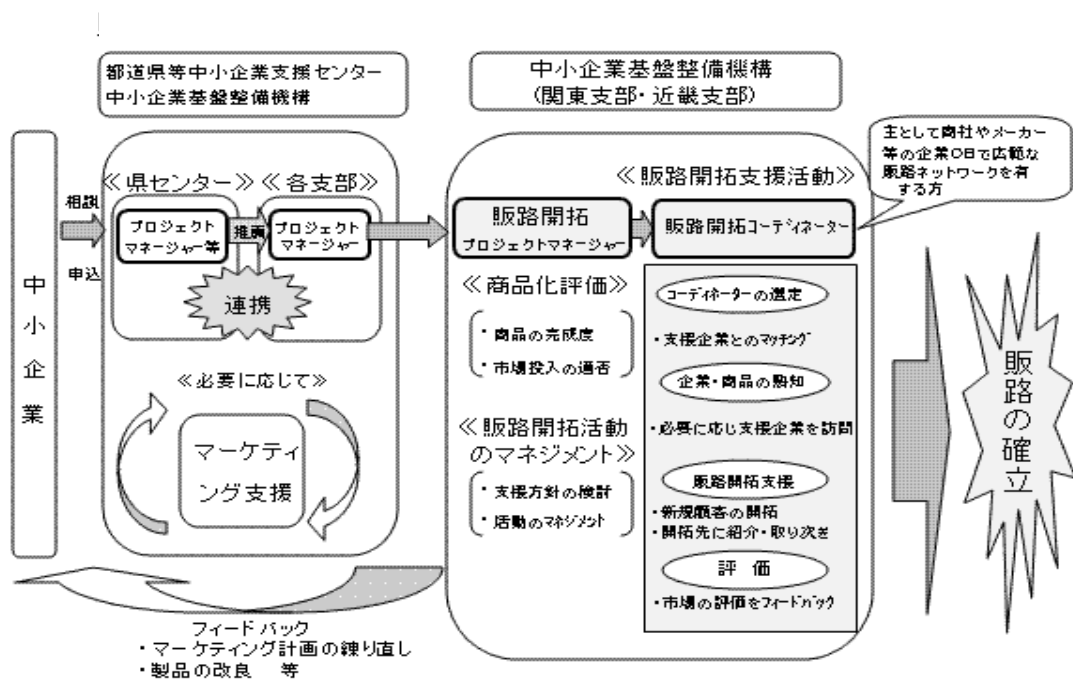 都道県等中小企業支援センター
中小企業基盤整備機構
中小企業基盤整備機構
(関東支部・近畿支部)
主として商社やメーカー
等の企業OBで広範な
販路ネットワークを有
する方
中小企業
相談
申込
≪県センター≫
≪各支部≫
プロジェクト
マネージャー等
推薦
プロジェクト
マネージャー
連携
≪必要に応じて≫
マーケティ
ング支援
≪販路開拓支援活動≫
販路開拓
プロジェクトマネージャー
販路開拓コーディネーター
≪商品化評価≫
・商品の完成度
・市場投入の適否
≪販路開拓活動
のマネジメント≫
・支援方針の検討
・活動のマネジメント
コーディネーターの選定
・支援企業とのマッチング
企業・商品の熟知
・必要に応じ支援企業を訪問
販路開拓支援
・新規顧客の開拓
・開拓先に紹介・取り次ぎ
評価
・市場の評価をフィードバック
販路の確立
フィードバック
・マーケティング計画の練り直し
・製品の改良 等